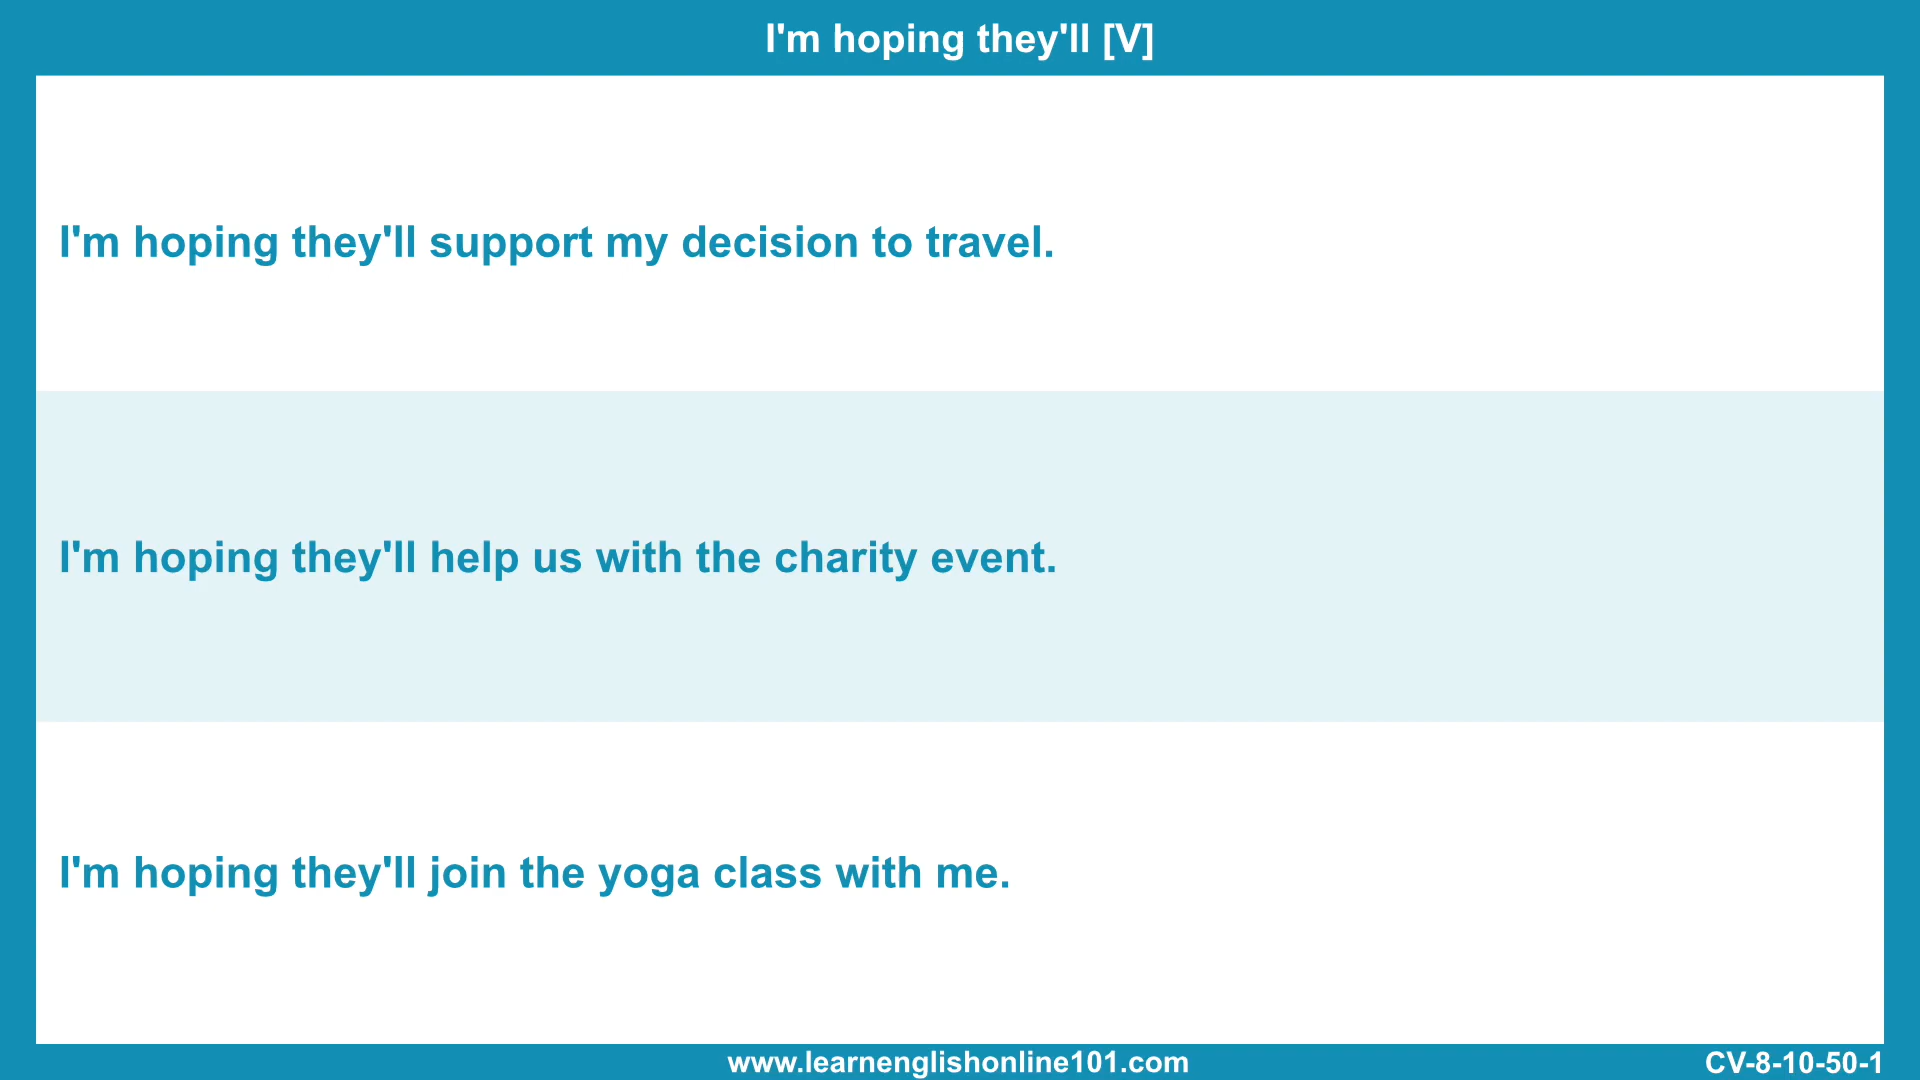 I'm hoping they'll [V]
I'm hoping they'll support my decision to travel.
I'm hoping they'll help us with the charity event.
I'm hoping they'll join the yoga class with me.
www.learnenglishonline101.com
CV-8-10-50-1